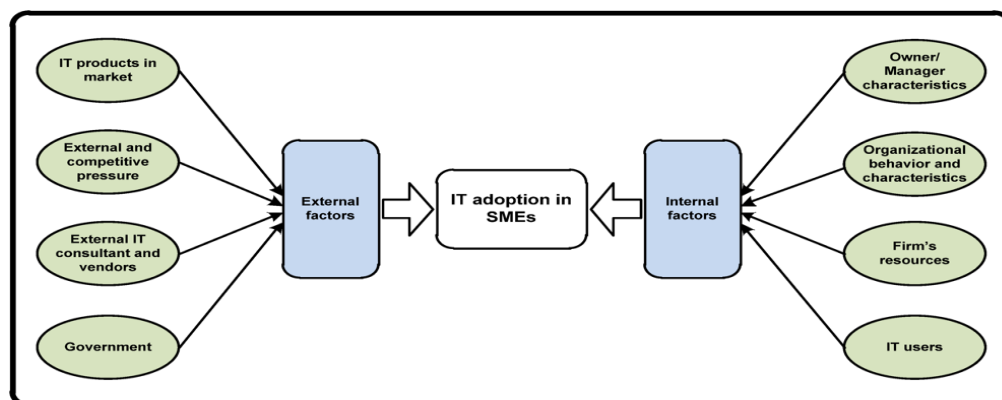 IT products in
market
External and
competitive
pressure
External IT
consultant and
vendors
Government
External
factors
IT adoption in
SMEs
Internal
factors
Owner/
Manager
characteristics
Organizational
behavior and
characteristics
Firm's
resources
IT users